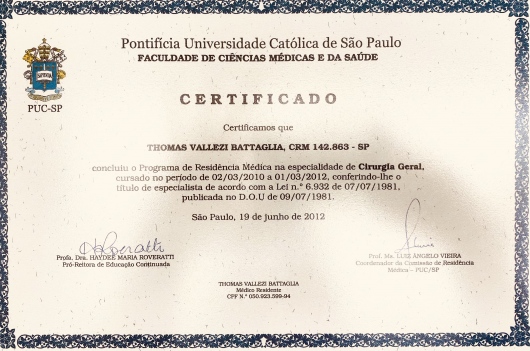 Pontifícia Universidade Católica de São Paulo
FACULDADE DE CIÊNCIAS MÉDICAS E DA SAÚDE
PUC-SP
CERTIFICADO
Certificamos que
THOMAS VALLEZI BATTAGLIA, CRM 142.863 - SP
concluiu o Programa de Residência Médica na especialidade de Cirurgia Geral,
cursado no período de 02/03/2010 a 01/03/2012, conferindo-lhe o
título de especialista de acordo com a Lei n.º 6.932 de 07/07/1981,
publicada no D.O.U de 09/07/1981.
São Paulo, 19 de junho de 2012
Profa. Dra. HAYDÉE MARIA ROVERATTI
Pró-Reitora de Educação Continuada
Prof. Ms. LUIZ ÂNGELO VIEIRA
Coordenador da Comissão de Residência
Médica - PUC/SP
THOMAS VALLEZI BATTAGLIA
Médico Residente
CPF N.º 050.923.599-94